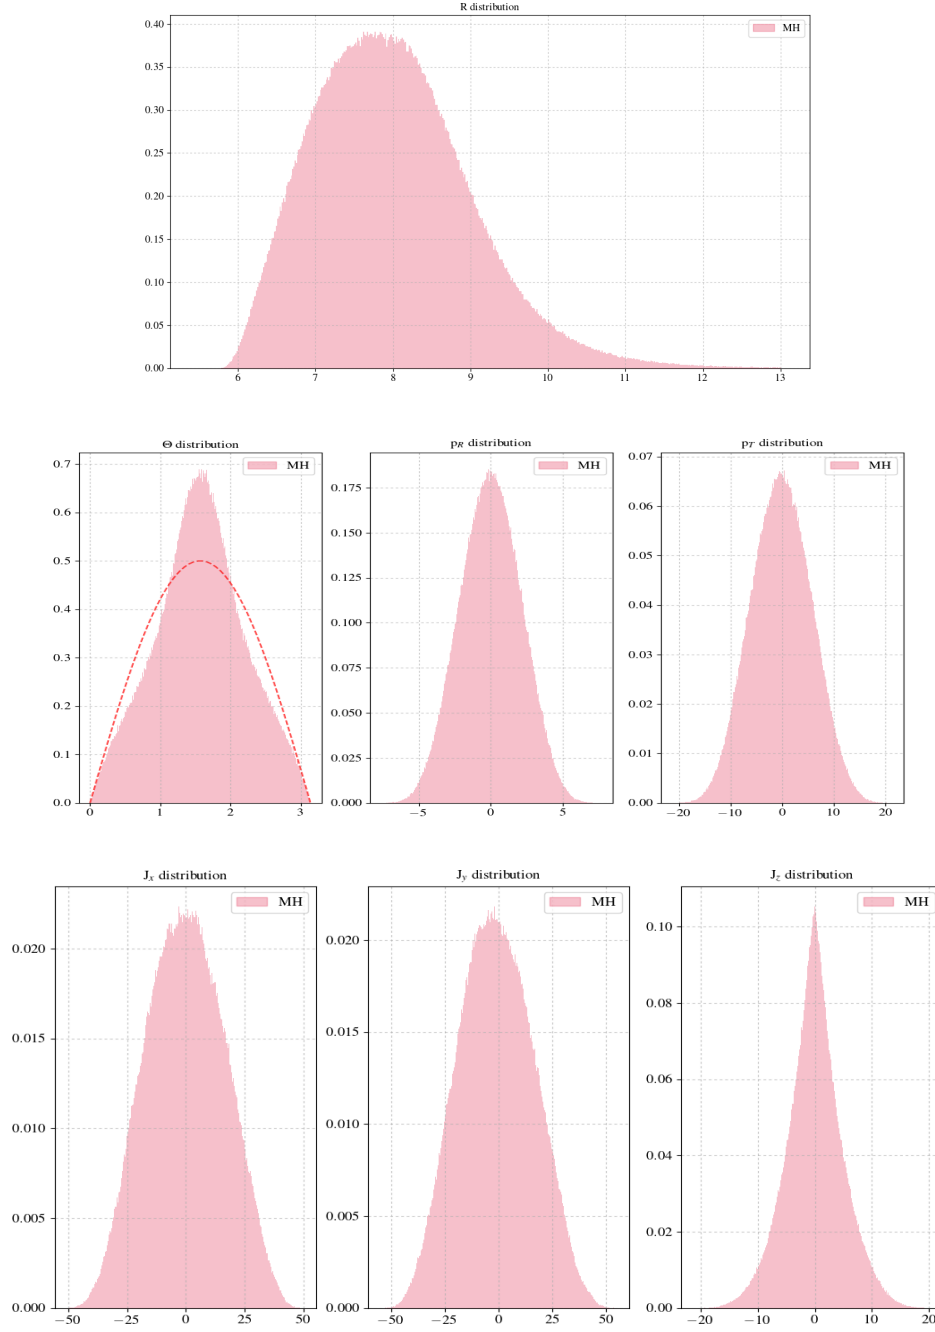 R distribution
MH
0.40
0.35
0.30
0.25
0.20
0.15
0.10
0.05
0.00
6 7 8 9 10 11 12 13
Θ distribution
MH
0.7
0.6
0.5
0.4
0.3
0.2
0.1
0.0
0 1 2 3
p_R distribution
MH
0.175
0.150
0.125
0.100
0.075
0.050
0.025
0.000
−5 0 5
p_T distribution
MH
0.07
0.06
0.05
0.04
0.03
0.02
0.01
0.00
−20 −10 0 10 20
J_x distribution
MH
0.020
0.015
0.010
0.005
0.000
−50 −25 0 25 50
J_y distribution
MH
0.020
0.015
0.010
0.005
0.000
−50 −25 0 25 50
J_z distribution
MH
0.10
0.08
0.06
0.04
0.02
0.00
−20 −10 0 10 20